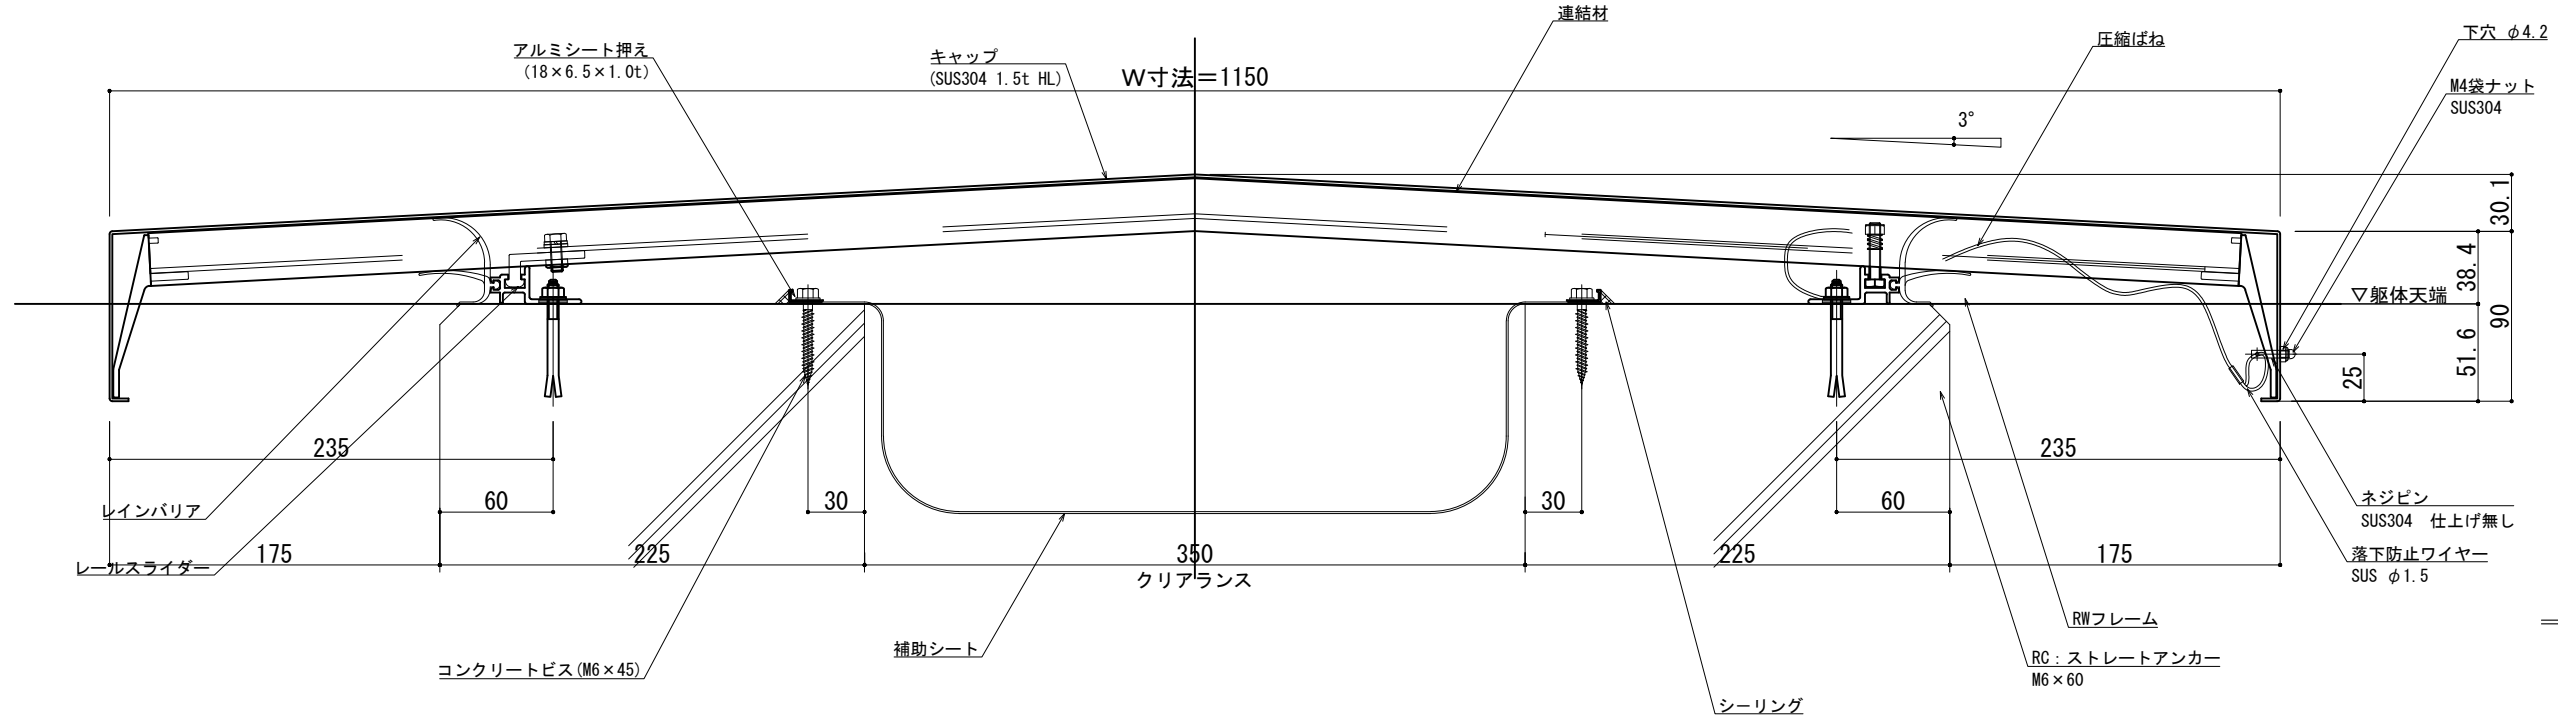 連結材
下穴 φ4.2
圧縮ばね
アルミシート押え
(18×6.5×1.0t)
キャップ
(SUS304 1.5t HL)
W寸法=1150
M4袋ナット
SUS304
3°
30.1
38.4
▽躯体天端
90
51.6
25
235
235
60
30
30
60
レインバリア
ネジピン
SUS304 仕上げ無し
175
225
350
225
175
クリアランス
レールスライダー
落下防止ワイヤー
SUS φ1.5
RWフレーム
補助シート
コンクリートビス(M6×45)
RC：ストレートアンカー
M6×60
シーリング